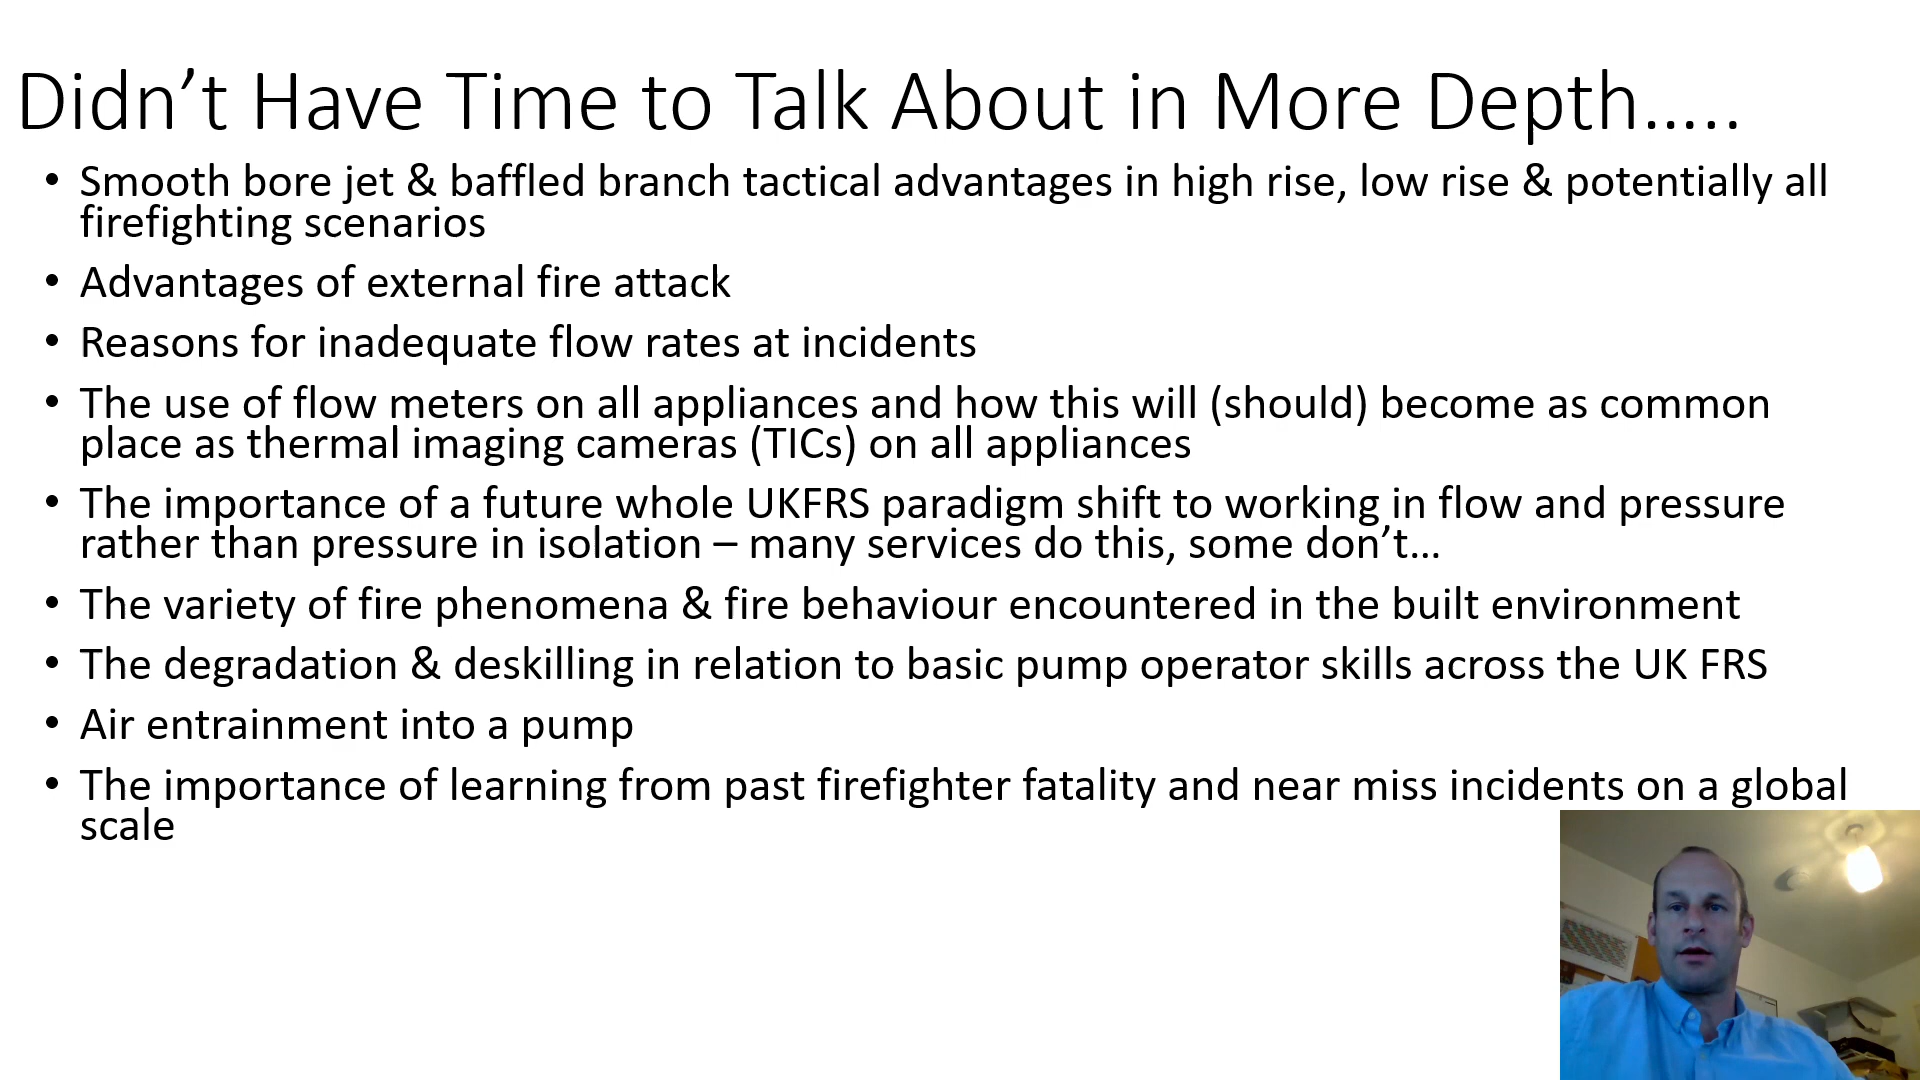 Didn’t Have Time to Talk About in More Depth.....
• Smooth bore jet & baffled branch tactical advantages in high rise, low rise & potentially all
firefighting scenarios
• Advantages of external fire attack
• Reasons for inadequate flow rates at incidents
• The use of flow meters on all appliances and how this will (should) become as common
place as thermal imaging cameras (TICs) on all appliances
• The importance of a future whole UKFRS paradigm shift to working in flow and pressure
rather than pressure in isolation – many services do this, some don’t...
• The variety of fire phenomena & fire behaviour encountered in the built environment
• The degradation & deskilling in relation to basic pump operator skills across the UK FRS
• Air entrainment into a pump
• The importance of learning from past firefighter fatality and near miss incidents on a global
scale